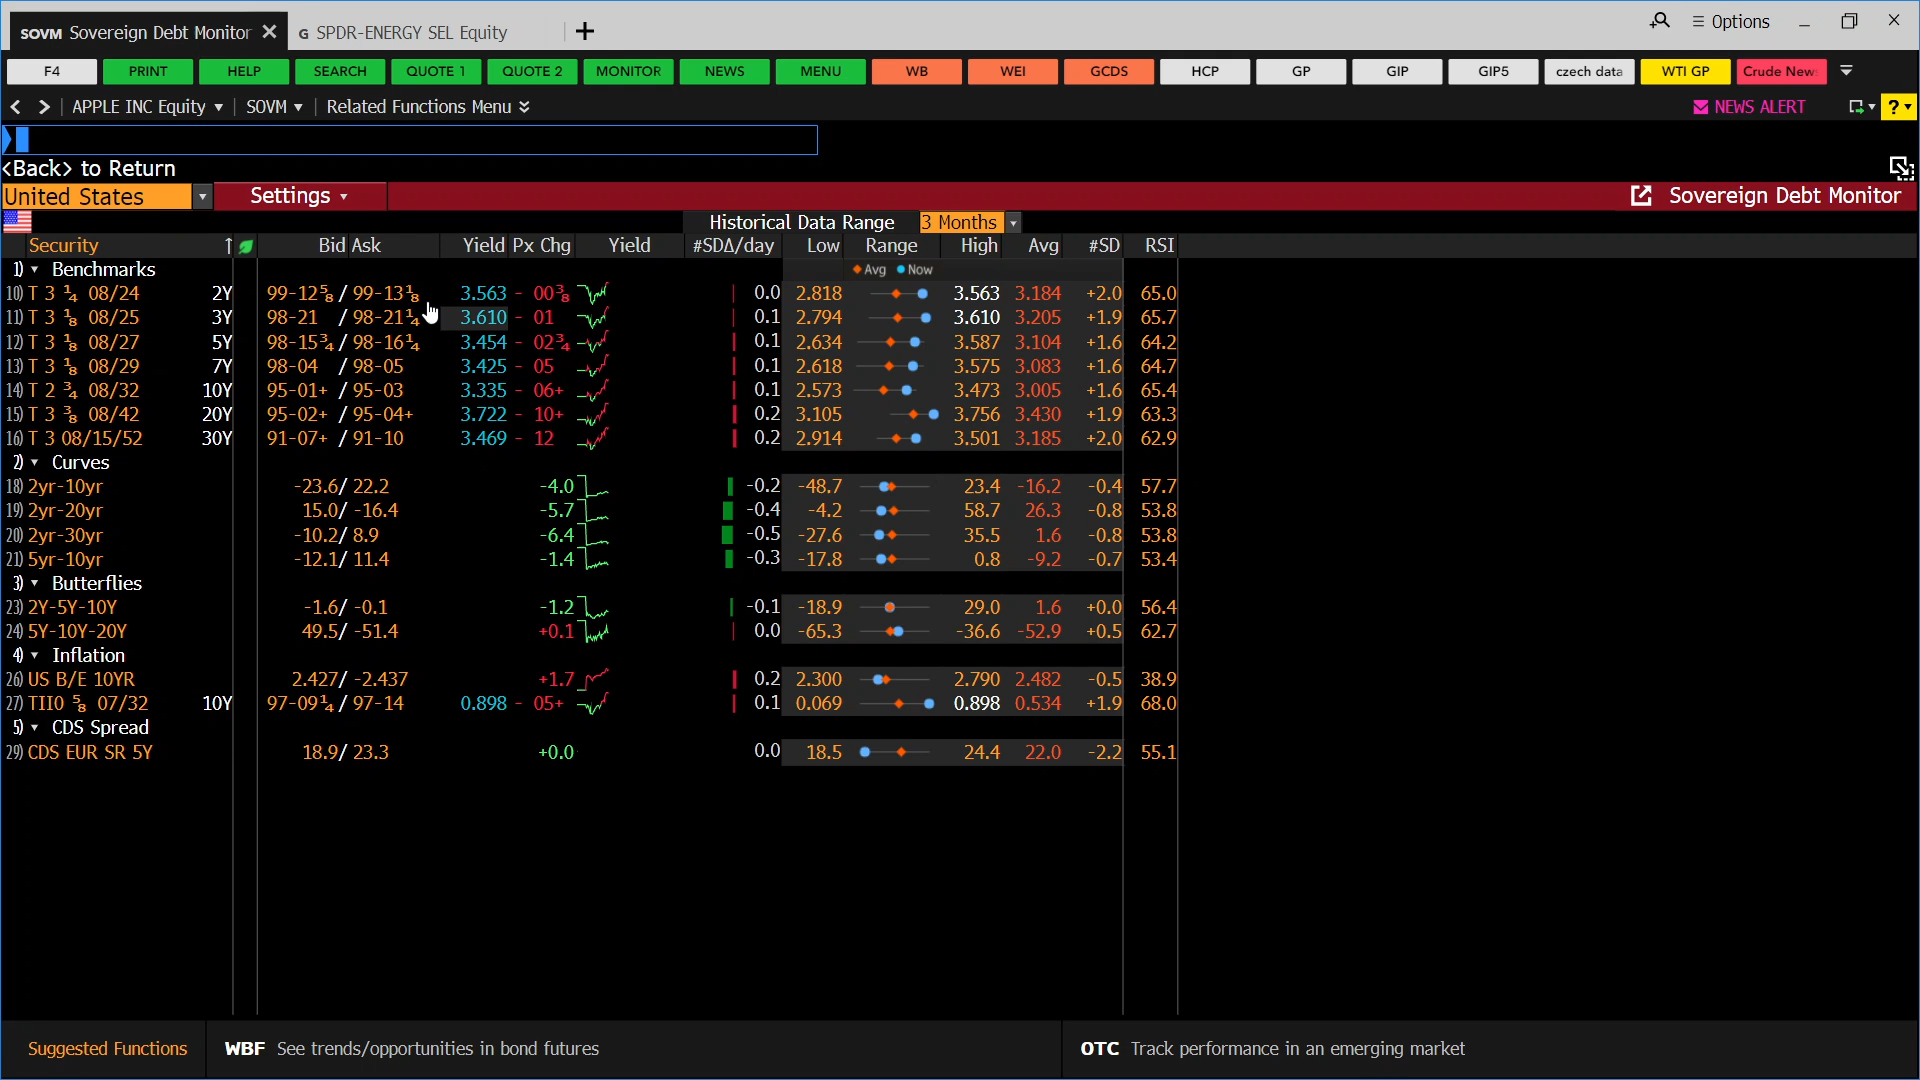 SOVM Sovereign Debt Monitor ✕ G SPDR-ENERGY SEL Equity +
≡ Options
F4 PRINT HELP SEARCH QUOTE 1 QUOTE 2 MONITOR NEWS MENU WB WEI GCDS HCP GP GIP GIP5 czech data WTI GP Crude New
< > APPLE INC Equity ▾ SOVM ▾ Related Functions Menu
NEWS ALERT ? ▾
<Back> to Return
United States ▾ Settings ▾ Sovereign Debt Monitor
Historical Data Range 3 Months ▾
Security ↑ Bid Ask Yield Px Chg Yield #SDΔ/day Low Range High Avg #SD RSI
1) ▾ Benchmarks ◆ Avg ● Now
10) T 3 ¼ 08/24 2Y 99-12⅝ / 99-13⅛ 3.563 - 00⅜ 0.0 2.818 3.563 3.184 +2.0 65.0
11) T 3 ⅛ 08/25 3Y 98-21 / 98-21¼ 3.610 - 01 0.1 2.794 3.610 3.205 +1.9 65.7
12) T 3 ⅛ 08/27 5Y 98-15¾ / 98-16¼ 3.454 - 02¾ 0.1 2.634 3.587 3.104 +1.6 64.2
13) T 3 ⅛ 08/29 7Y 98-04 / 98-05 3.425 - 05 0.1 2.618 3.575 3.083 +1.6 64.7
14) T 2 ¾ 08/32 10Y 95-01+ / 95-03 3.335 - 06+ 0.1 2.573 3.473 3.005 +1.6 65.4
15) T 3 ⅜ 08/42 20Y 95-02+ / 95-04+ 3.722 - 10+ 0.2 3.105 3.756 3.430 +1.9 63.3
16) T 3 08/15/52 30Y 91-07+ / 91-10 3.469 - 12 0.2 2.914 3.501 3.185 +2.0 62.9
2) ▾ Curves
18) 2yr-10yr -23.6/ 22.2 -4.0 -0.2 -48.7 23.4 -16.2 -0.4 57.7
19) 2yr-20yr 15.0/ -16.4 -5.7 -0.4 -4.2 58.7 26.3 -0.8 53.8
20) 2yr-30yr -10.2/ 8.9 -6.4 -0.5 -27.6 35.5 1.6 -0.8 53.8
21) 5yr-10yr -12.1/ 11.4 -1.4 -0.3 -17.8 0.8 -9.2 -0.7 53.4
3) ▾ Butterflies
23) 2Y-5Y-10Y -1.6/ -0.1 -1.2 -0.1 -18.9 29.0 1.6 +0.0 56.4
24) 5Y-10Y-20Y 49.5/ -51.4 +0.1 0.0 -65.3 -36.6 -52.9 +0.5 62.7
4) ▾ Inflation
26) US B/E 10YR 2.427/ -2.437 +1.7 0.2 2.300 2.790 2.482 -0.5 38.9
27) TII0 ⅝ 07/32 10Y 97-09¼ / 97-14 0.898 - 05+ 0.1 0.069 0.898 0.534 +1.9 68.0
5) ▾ CDS Spread
29) CDS EUR SR 5Y 18.9/ 23.3 +0.0 0.0 18.5 24.4 22.0 -2.2 55.1
Suggested Functions WBF See trends/opportunities in bond futures OTC Track performance in an emerging market